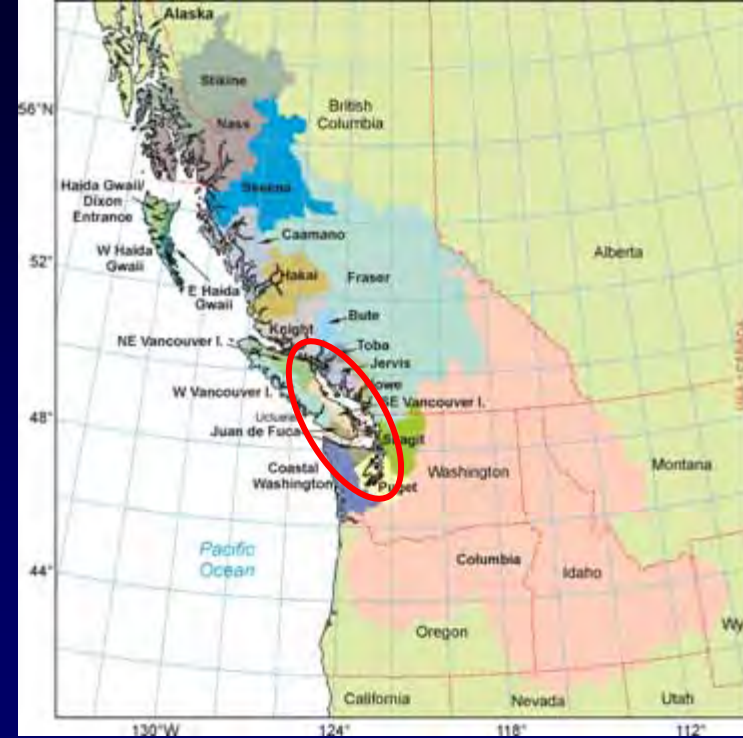 Alaska
Stikine
56°N
British
Columbia
Nass
Haida Gwaii/
Dixon
Entrance
Skeena
Caamano
Alberta
W Haida
Gwaii
52°
E Haida
Gwaii
Hakai
Fraser
Bute
Knight
NE Vancouver I.
Toba
Jervis
owe
W Vancouver I.
SE Vancouver I.
48°
Juan de Fuca
Skagit
Coastal
Washington
Washington
Montana
Puget
Pacific
Ocean
Columbia
Idaho
44°
Oregon
Wy
California
Nevada
Utah
130°W
124°
118°
112°